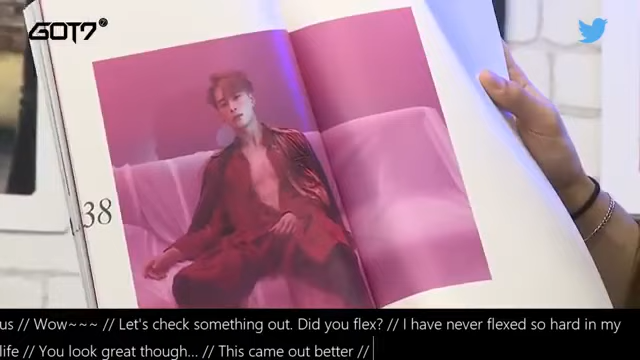 GOT7
38
us // Wow~~~ // Let's check something out. Did you flex? // I have never flexed so hard in my
life // You look great though... // This came out better //